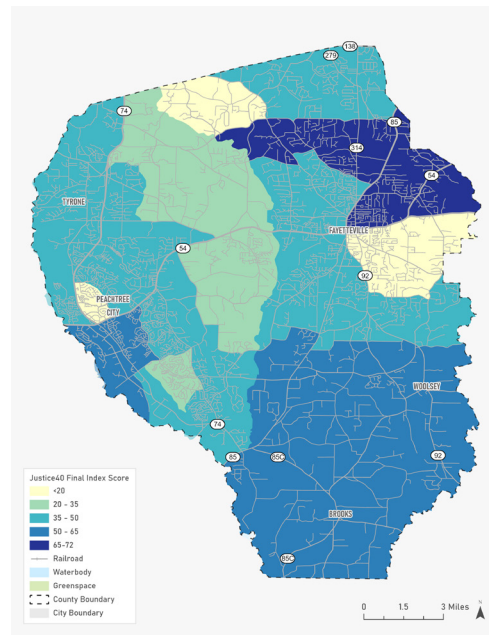 138
279
74
85
314
54
TYRONE
FAYETTEVILLE
54
92
PEACHTREE
CITY
WOOLSEY
74
85
85C
92
BROOKS
85C
Justice40 Final Index Score
<20
20 - 35
35 - 50
50 - 65
65-72
Railroad
Waterbody
Greenspace
County Boundary
City Boundary
0 1.5 3 Miles
N